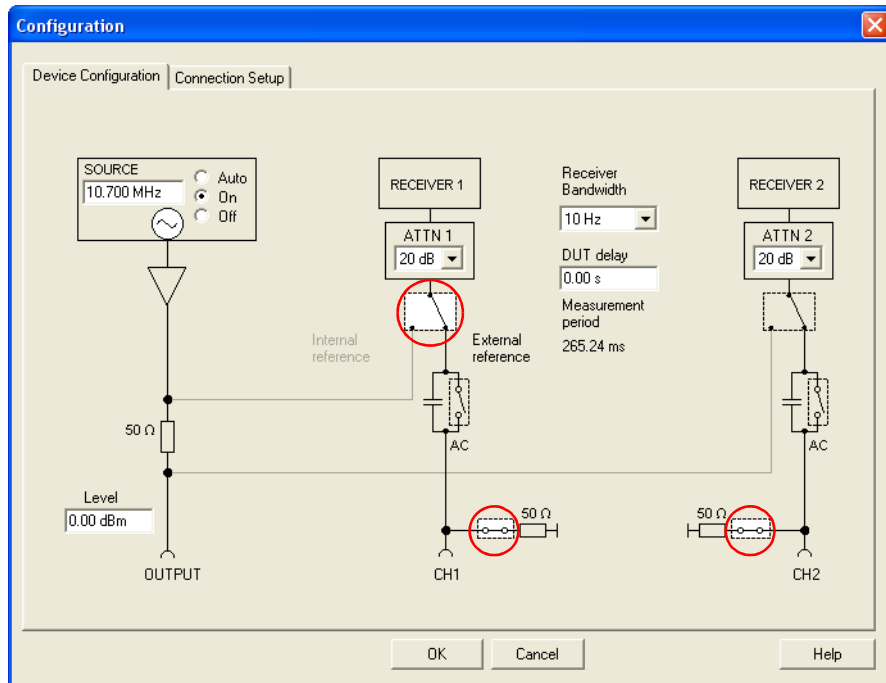 Configuration
Device Configuration
Connection Setup
SOURCE
10.700 MHz
Auto
On
Off
RECEIVER 1
ATTN 1
20 dB
Receiver
Bandwidth
10 Hz
DUT delay
0.00 s
Measurement
period
265.24 ms
RECEIVER 2
ATTN 2
20 dB
Internal
reference
External
reference
50 Ω
AC
AC
Level
0.00 dBm
50 Ω
50 Ω
OUTPUT
CH1
CH2
OK
Cancel
Help